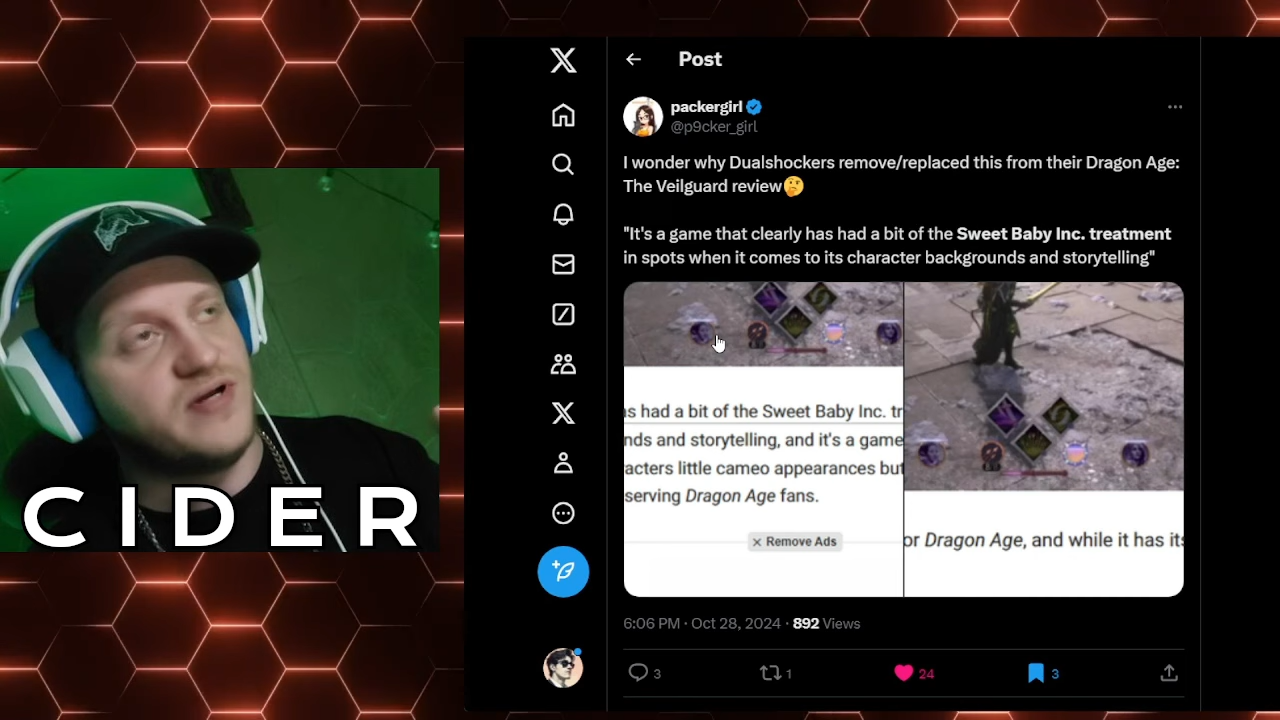 Post
packergirl
@p9cker_girl
I wonder why Dualshockers remove/replaced this from their Dragon Age:
The Veilguard review🤔
"It's a game that clearly has had a bit of the Sweet Baby Inc. treatment
in spots when it comes to its character backgrounds and storytelling"
s had a bit of the Sweet Baby Inc. tr
nds and storytelling, and it's a game
acters little cameo appearances but
serving Dragon Age fans.
× Remove Ads
or Dragon Age, and while it has its
6:06 PM · Oct 28, 2024 · 892 Views
3
1
24
3
CIDER